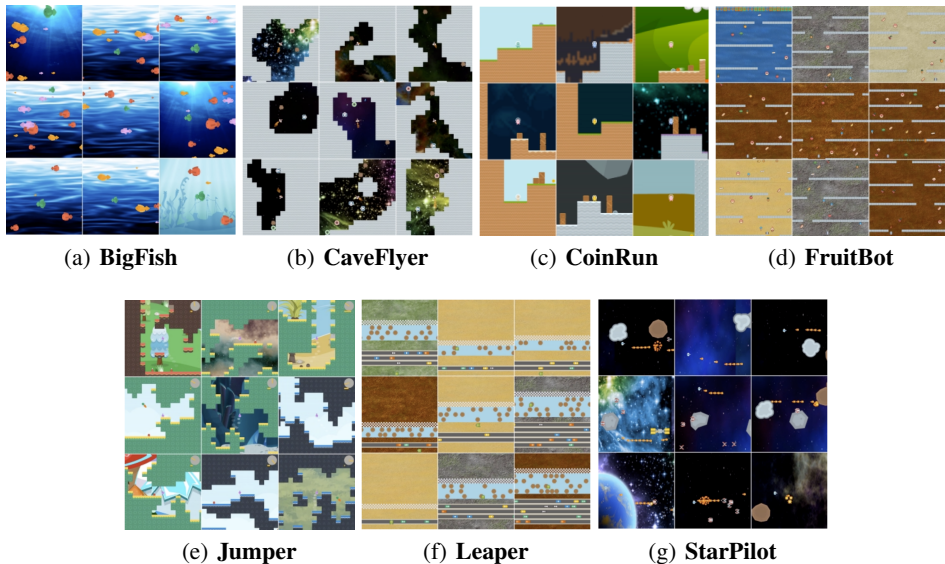 (a) BigFish
(b) CaveFlyer
(c) CoinRun
(d) FruitBot
(e) Jumper
(f) Leaper
(g) StarPilot